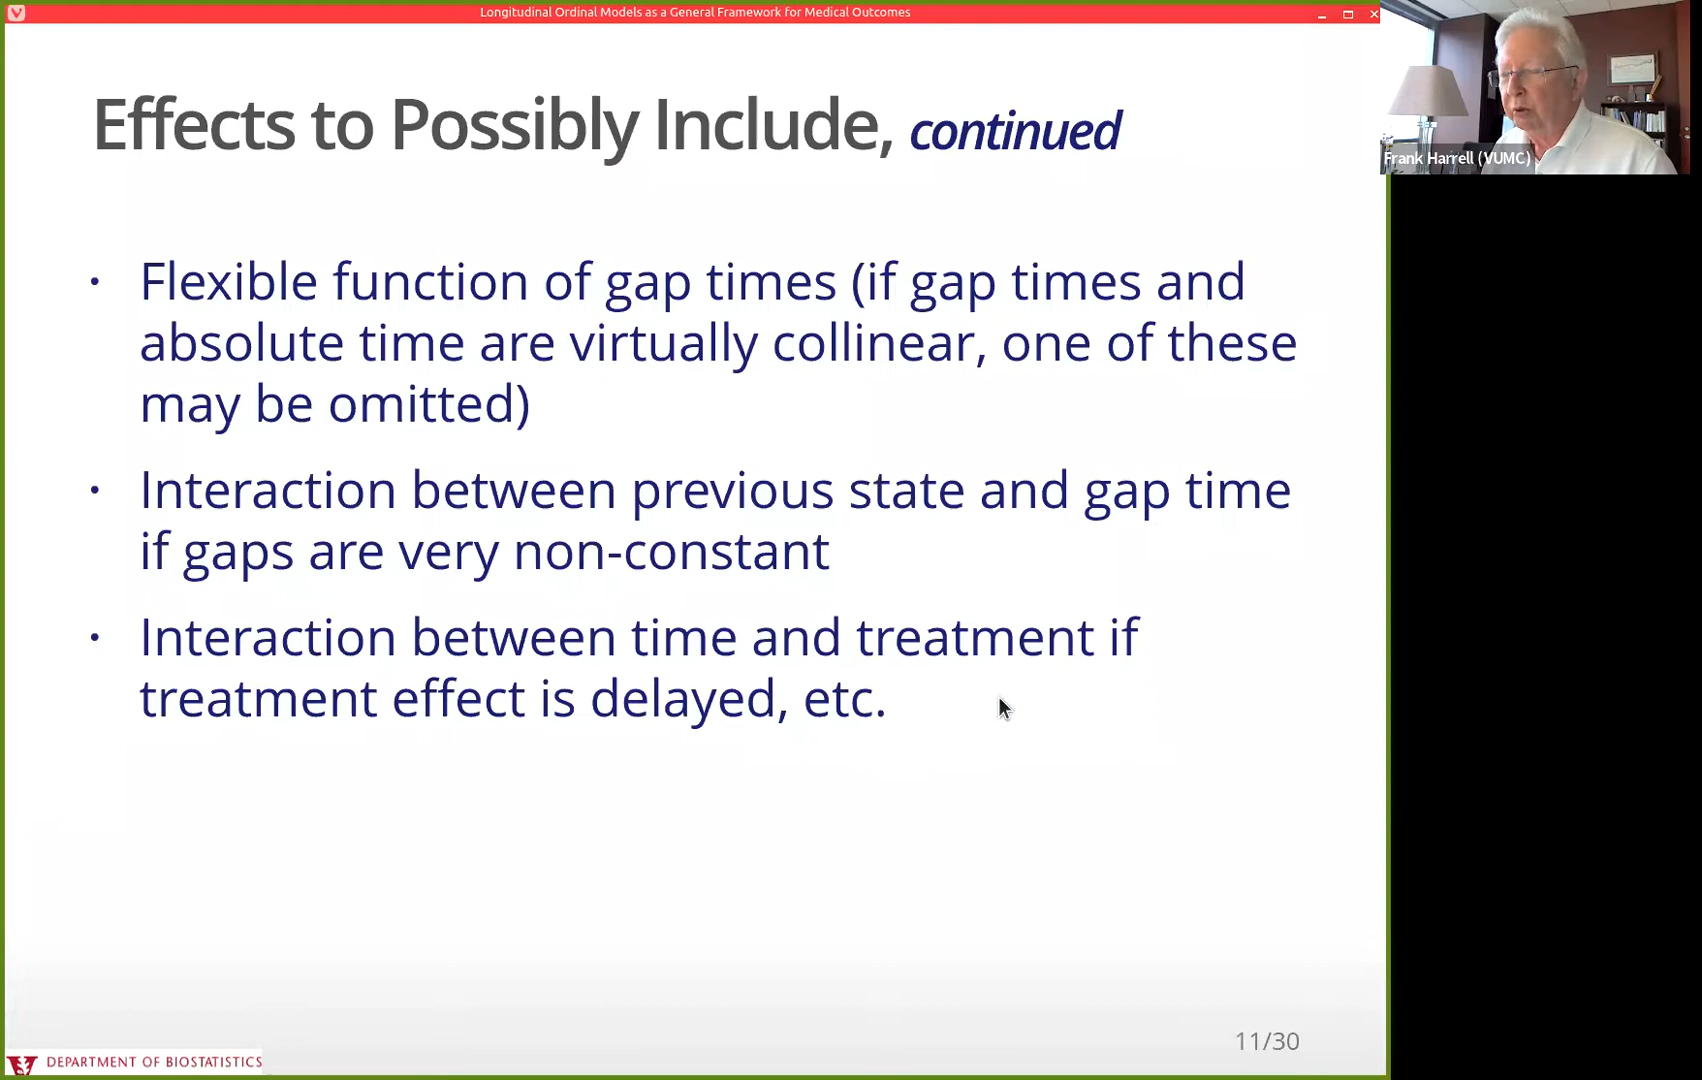 Longitudinal Ordinal Models as a General Framework for Medical Outcomes
Effects to Possibly Include, continued
Frank Harrell (VUMC)
• Flexible function of gap times (if gap times and
absolute time are virtually collinear, one of these
may be omitted)
• Interaction between previous state and gap time
if gaps are very non-constant
• Interaction between time and treatment if
treatment effect is delayed, etc.
11/30
DEPARTMENT OF BIOSTATISTICS